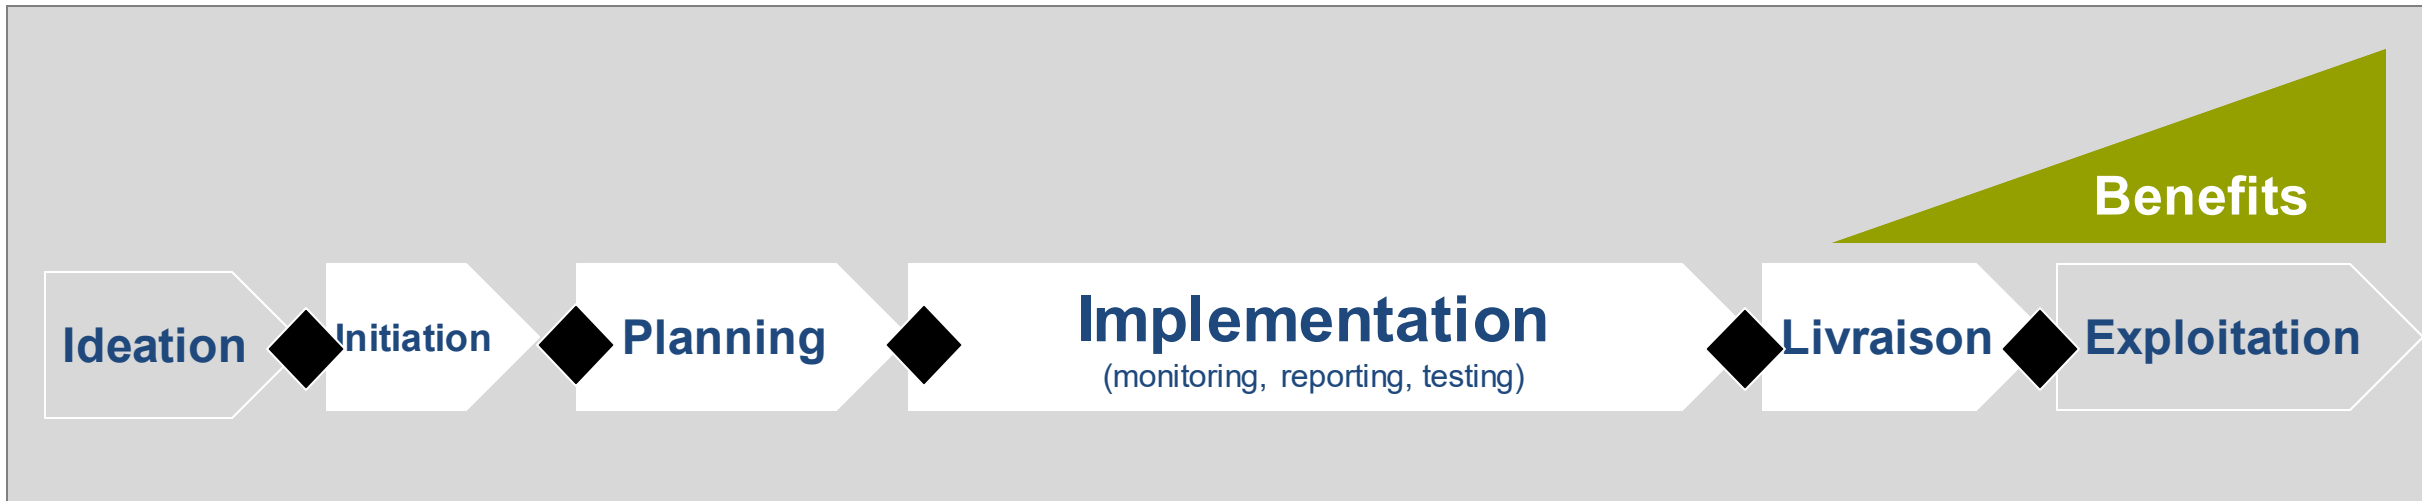 Benefits
Ideation
Initiation
Planning
Implementation
(monitoring, reporting, testing)
Livraison
Exploitation